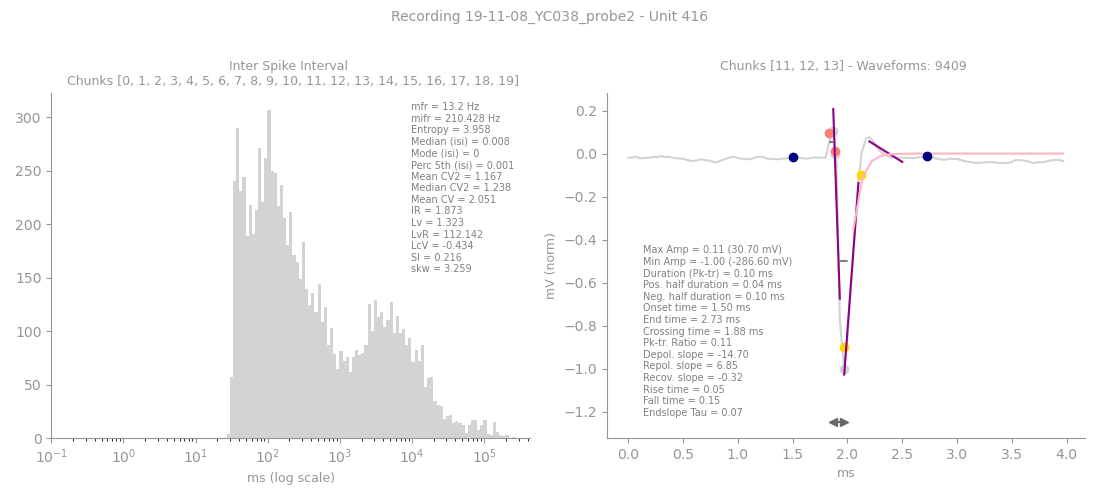 Recording 19-11-08_YC038_probe2 - Unit 416
Inter Spike Interval
Chunks [0, 1, 2, 3, 4, 5, 6, 7, 8, 9, 10, 11, 12, 13, 14, 15, 16, 17, 18, 19]
mfr = 13.2 Hz
mifr = 210.428 Hz
Entropy = 3.958
Median (isi) = 0.008
Mode (isi) = 0
Perc 5th (isi) = 0.001
Mean CV2 = 1.167
Median CV2 = 1.238
Mean CV = 2.051
IR = 1.873
Lv = 1.323
LvR = 112.142
LcV = -0.434
SI = 0.216
skw = 3.259
300
250
200
150
100
50
0
10⁻¹ 10⁰ 10¹ 10² 10³ 10⁴ 10⁵
ms (log scale)
Chunks [11, 12, 13] - Waveforms: 9409
0.2
0.0
−0.2
−0.4
−0.6
−0.8
−1.0
−1.2
mV (norm)
Max Amp = 0.11 (30.70 mV)
Min Amp = -1.00 (-286.60 mV)
Duration (Pk-tr) = 0.10 ms
Pos. half duration = 0.04 ms
Neg. half duration = 0.10 ms
Onset time = 1.50 ms
End time = 2.73 ms
Crossing time = 1.88 ms
Pk-tr. Ratio = 0.11
Depol. slope = -14.70
Repol. slope = 6.85
Recov. slope = -0.32
Rise time = 0.05
Fall time = 0.15
Endslope Tau = 0.07
0.0 0.5 1.0 1.5 2.0 2.5 3.0 3.5 4.0
ms